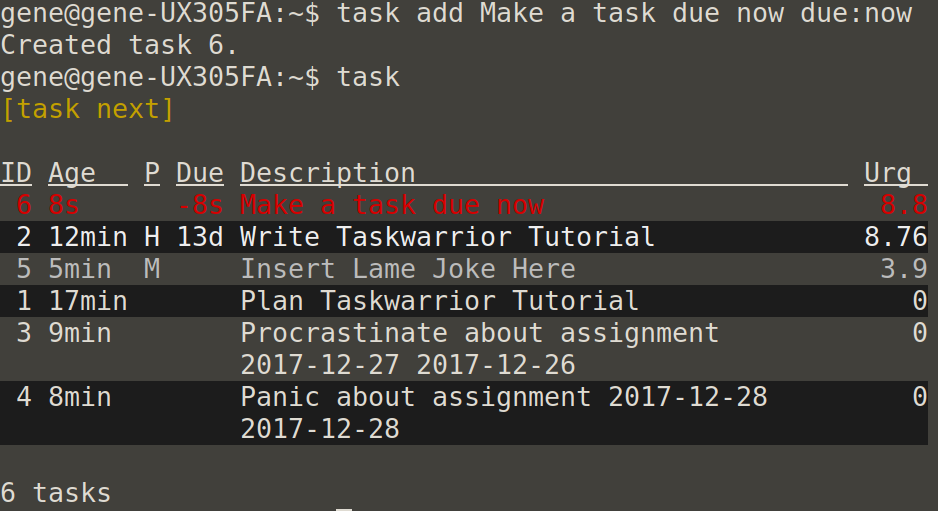 gene@gene-UX305FA:~$ task add Make a task due now due:now
Created task 6.
gene@gene-UX305FA:~$ task
[task next]
ID Age P Due Description Urg
6 8s -8s Make a task due now 8.8
2 12min H 13d Write Taskwarrior Tutorial 8.76
5 5min M Insert Lame Joke Here 3.9
1 17min Plan Taskwarrior Tutorial 0
3 9min Procrastinate about assignment 0
2017-12-27 2017-12-26
4 8min Panic about assignment 2017-12-28 0
2017-12-28
6 tasks